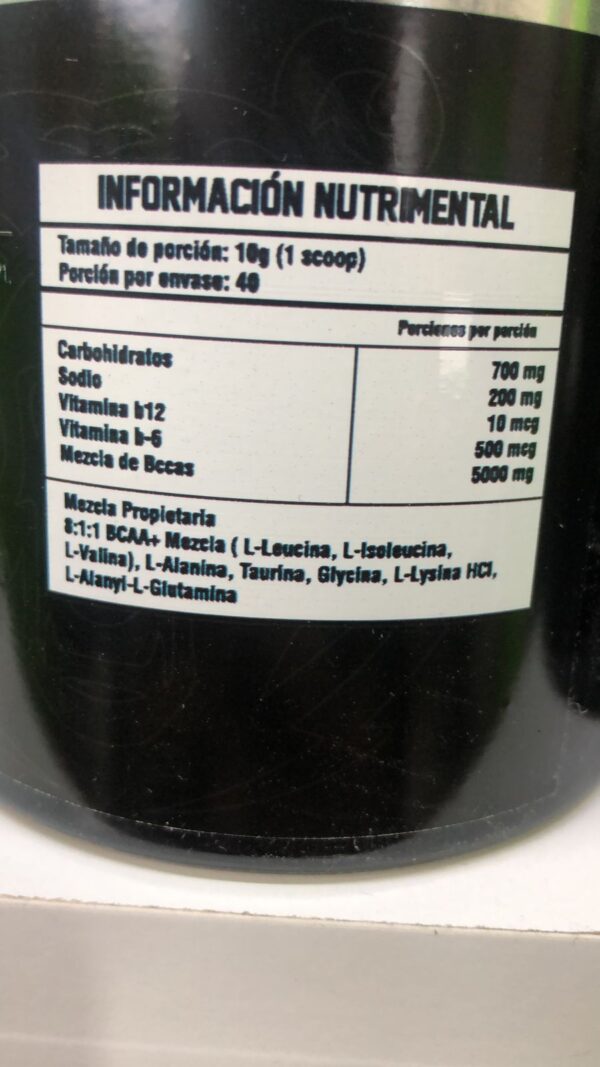 INFORMACIÓN NUTRIMENTAL
Tamaño de porción: 10g (1 scoop)
Porción por envase: 40
Porciones por porción
Carbohidratos 700 mg
Sodio 200 mg
Vitamina b12 10 mcg
Vitamina b-6 500 mcg
Mezcla de Bccas 5000 mg
Mezcla Propietaria
8:1:1 BCAA+ Mezcla ( L-Leucina, L-Isoleucina,
L-Valina), L-Alanina, Taurina, Glycina, L-Lysina HCl,
L-Alanyl-L-Glutamina